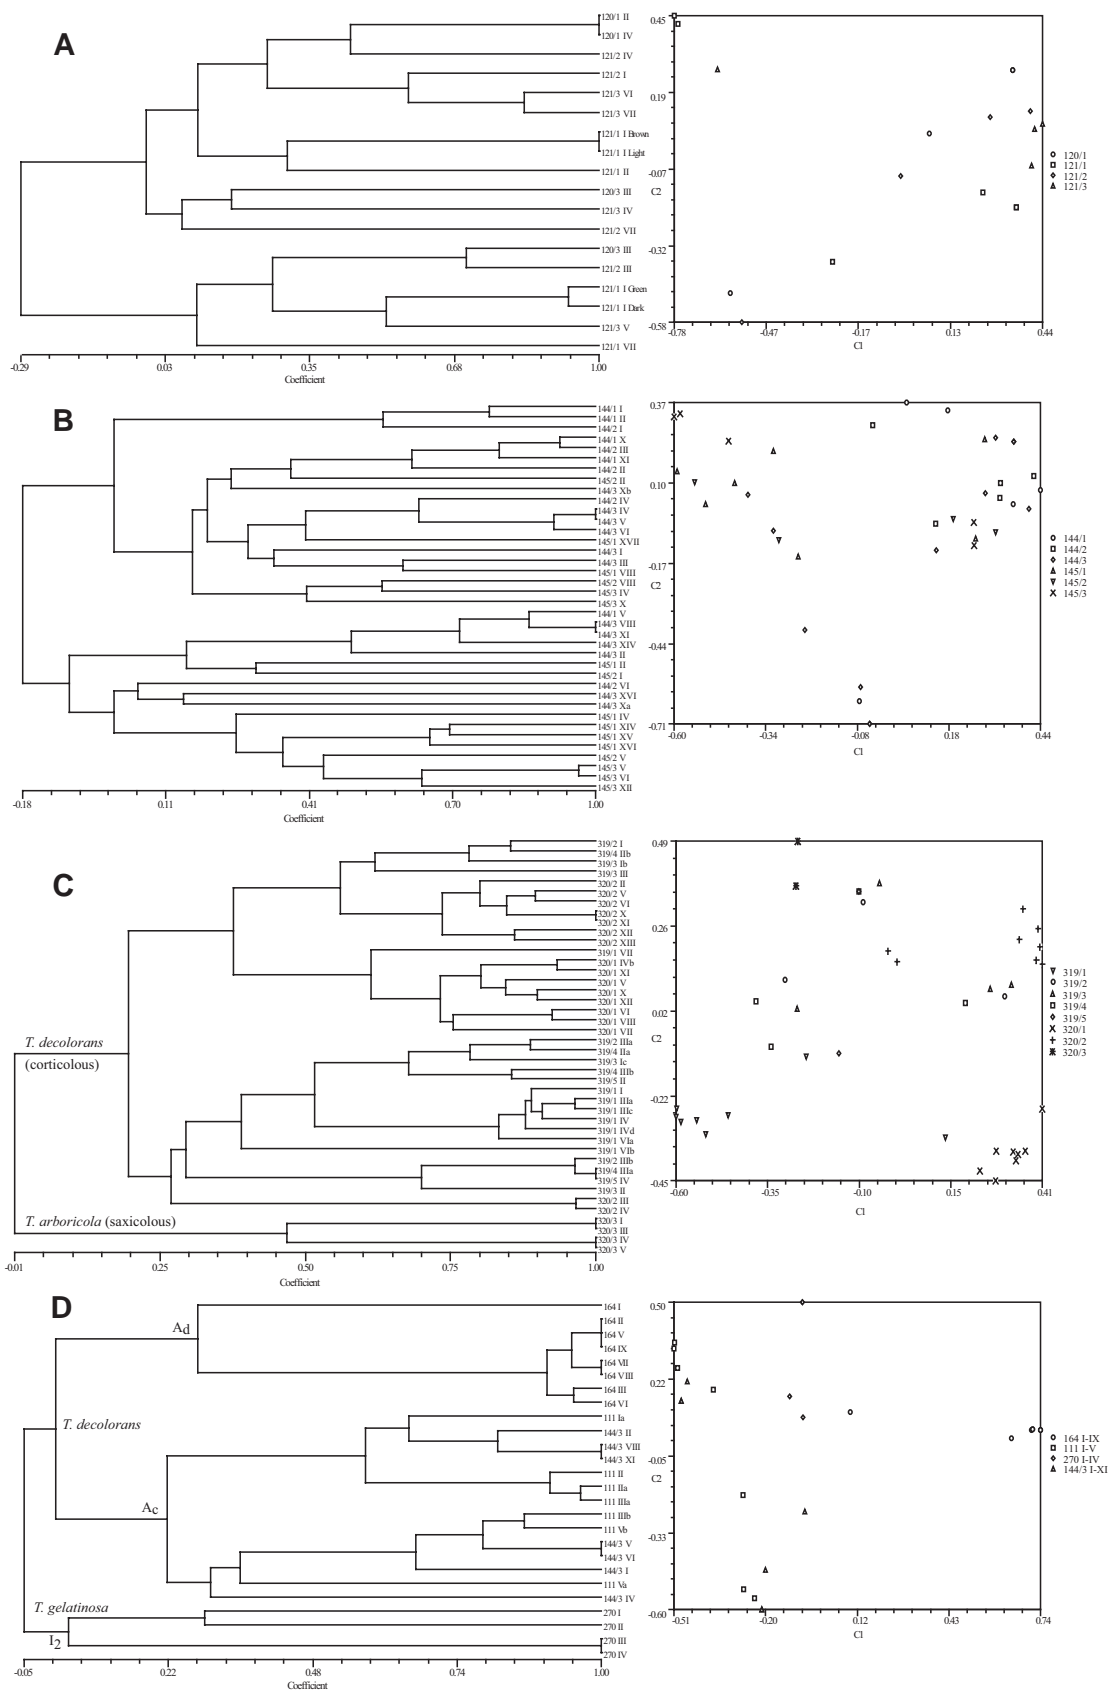 A
120/1 II
120/1 IV
121/2 IV
121/2 I
121/3 VI
121/3 VII
121/1 I Brown
121/1 I Light
121/1 II
120/3 III
121/3 IV
121/2 VII
120/3 III
121/2 III
121/1 I Green
121/1 I Dark
121/3 V
121/1 VII
-0.29 0.03 0.35 0.68 1.00
Coefficient
0.45
0.19
-0.07
C2
-0.32
-0.58
-0.78 -0.47 -0.17 0.13 0.44
C1
120/1
121/1
121/2
121/3
B
144/1 I
144/1 II
144/2 I
144/1 X
144/2 III
144/1 XI
144/2 II
145/2 II
144/3 Xb
144/2 IV
144/3 IV
144/3 V
144/3 VI
145/1 XVII
144/3 I
144/3 III
145/1 VIII
145/2 VIII
145/3 IV
145/3 X
144/1 V
144/3 VIII
144/3 XI
144/3 XIV
144/3 II
145/1 II
145/2 I
144/2 VI
144/3 XVI
144/3 Xa
145/1 IV
145/1 XIV
145/1 XV
145/1 XVI
145/2 V
145/3 V
145/3 VI
145/3 XII
-0.18 0.11 0.41 0.70 1.00
Coefficient
0.37
0.10
-0.17
C2
-0.44
-0.71
-0.60 -0.34 -0.08 0.18 0.44
C1
144/1
144/2
144/3
145/1
145/2
145/3
C
319/2 I
319/4 IIb
319/3 Ib
319/3 III
320/2 II
320/2 V
320/2 VI
320/2 X
320/2 XI
320/2 XII
320/2 XIII
319/1 VII
320/1 IVb
320/1 XI
320/1 V
320/1 X
320/1 XII
320/1 VI
320/1 VIII
320/1 VII
319/2 IIIa
319/4 IIa
319/3 Ic
319/4 IIIb
319/5 II
319/1 I
319/1 IIIa
319/1 IIIc
319/1 IV
319/1 IVd
319/1 VIa
319/1 VIb
319/2 IIIb
319/4 IIIa
319/5 IV
319/3 II
320/2 III
320/2 IV
320/3 I
320/3 III
320/3 IV
320/3 V
T. decolorans
(corticolous)
T. arboricola (saxicolous)
-0.01 0.25 0.50 0.75 1.00
Coefficient
0.49
0.26
0.02
C2
-0.22
-0.45
-0.60 -0.35 -0.10 0.15 0.41
C1
319/1
319/2
319/3
319/4
319/5
320/1
320/2
320/3
D
164 I
164 II
164 V
164 IX
164 VII
164 VIII
164 III
164 VI
111 Ia
144/3 II
144/3 VIII
144/3 XI
111 II
111 IIa
111 IIIa
111 IIIb
111 Vb
144/3 V
144/3 VI
144/3 I
111 Va
144/3 IV
270 I
270 II
270 III
270 IV
Ad
T. decolorans
Ac
T. gelatinosa
I2
-0.05 0.22 0.48 0.74 1.00
Coefficient
0.50
0.22
-0.05
C2
-0.33
-0.60
-0.51 -0.20 0.12 0.43 0.74
C1
164 I-IX
111 I-V
270 I-IV
144/3 I-XI